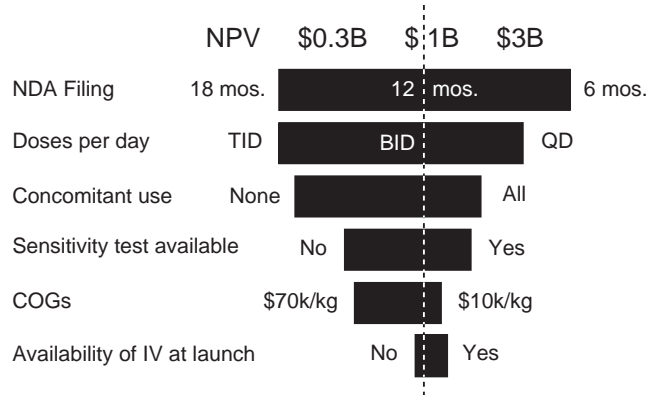 NPV $0.3B $1B $3B
NDA Filing 18 mos. 12 mos. 6 mos.
Doses per day TID BID QD
Concomitant use None All
Sensitivity test available No Yes
COGs $70k/kg $10k/kg
Availability of IV at launch No Yes